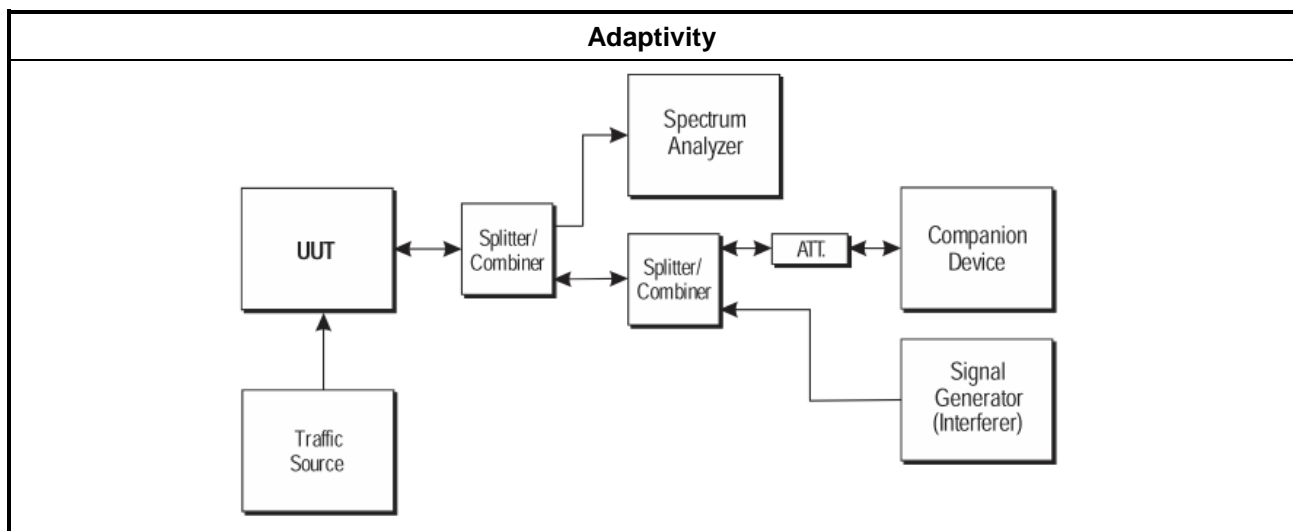 Adaptivity
Spectrum
Analyzer
UUT
Splitter/
Combiner
Splitter/
Combiner
ATT.
Companion
Device
Signal
Generator
(Interferer)
Traffic
Source